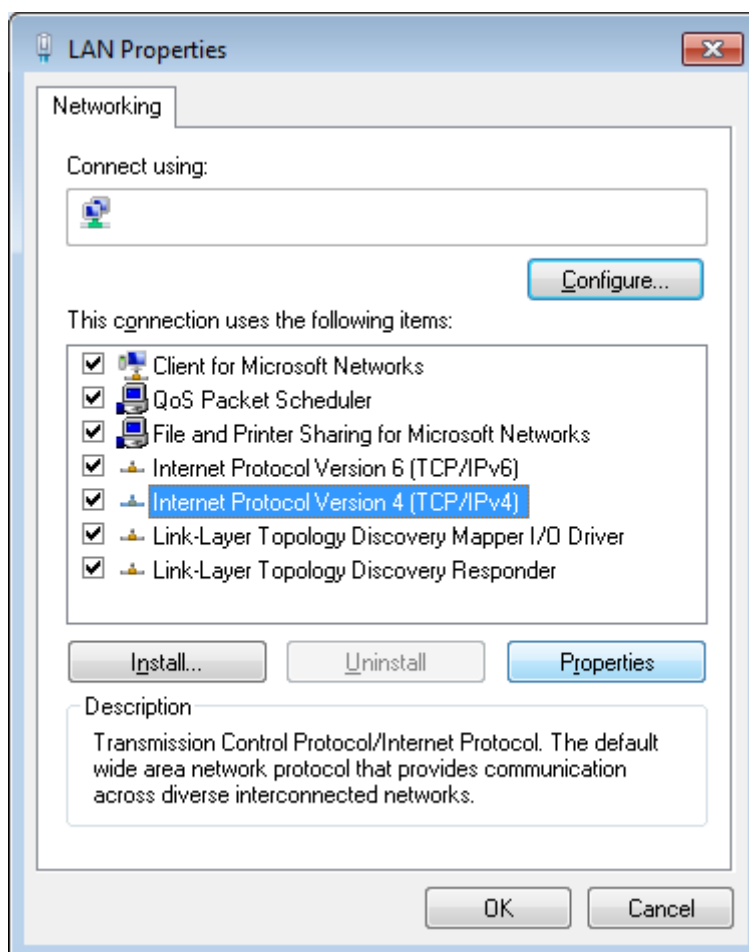 LAN Properties
Networking
Connect using:
Configure...
This connection uses the following items:
Client for Microsoft Networks
QoS Packet Scheduler
File and Printer Sharing for Microsoft Networks
Internet Protocol Version 6 (TCP/IPv6)
Internet Protocol Version 4 (TCP/IPv4)
Link-Layer Topology Discovery Mapper I/O Driver
Link-Layer Topology Discovery Responder
Install...
Uninstall
Properties
Description
Transmission Control Protocol/Internet Protocol. The default
wide area network protocol that provides communication
across diverse interconnected networks.
OK
Cancel